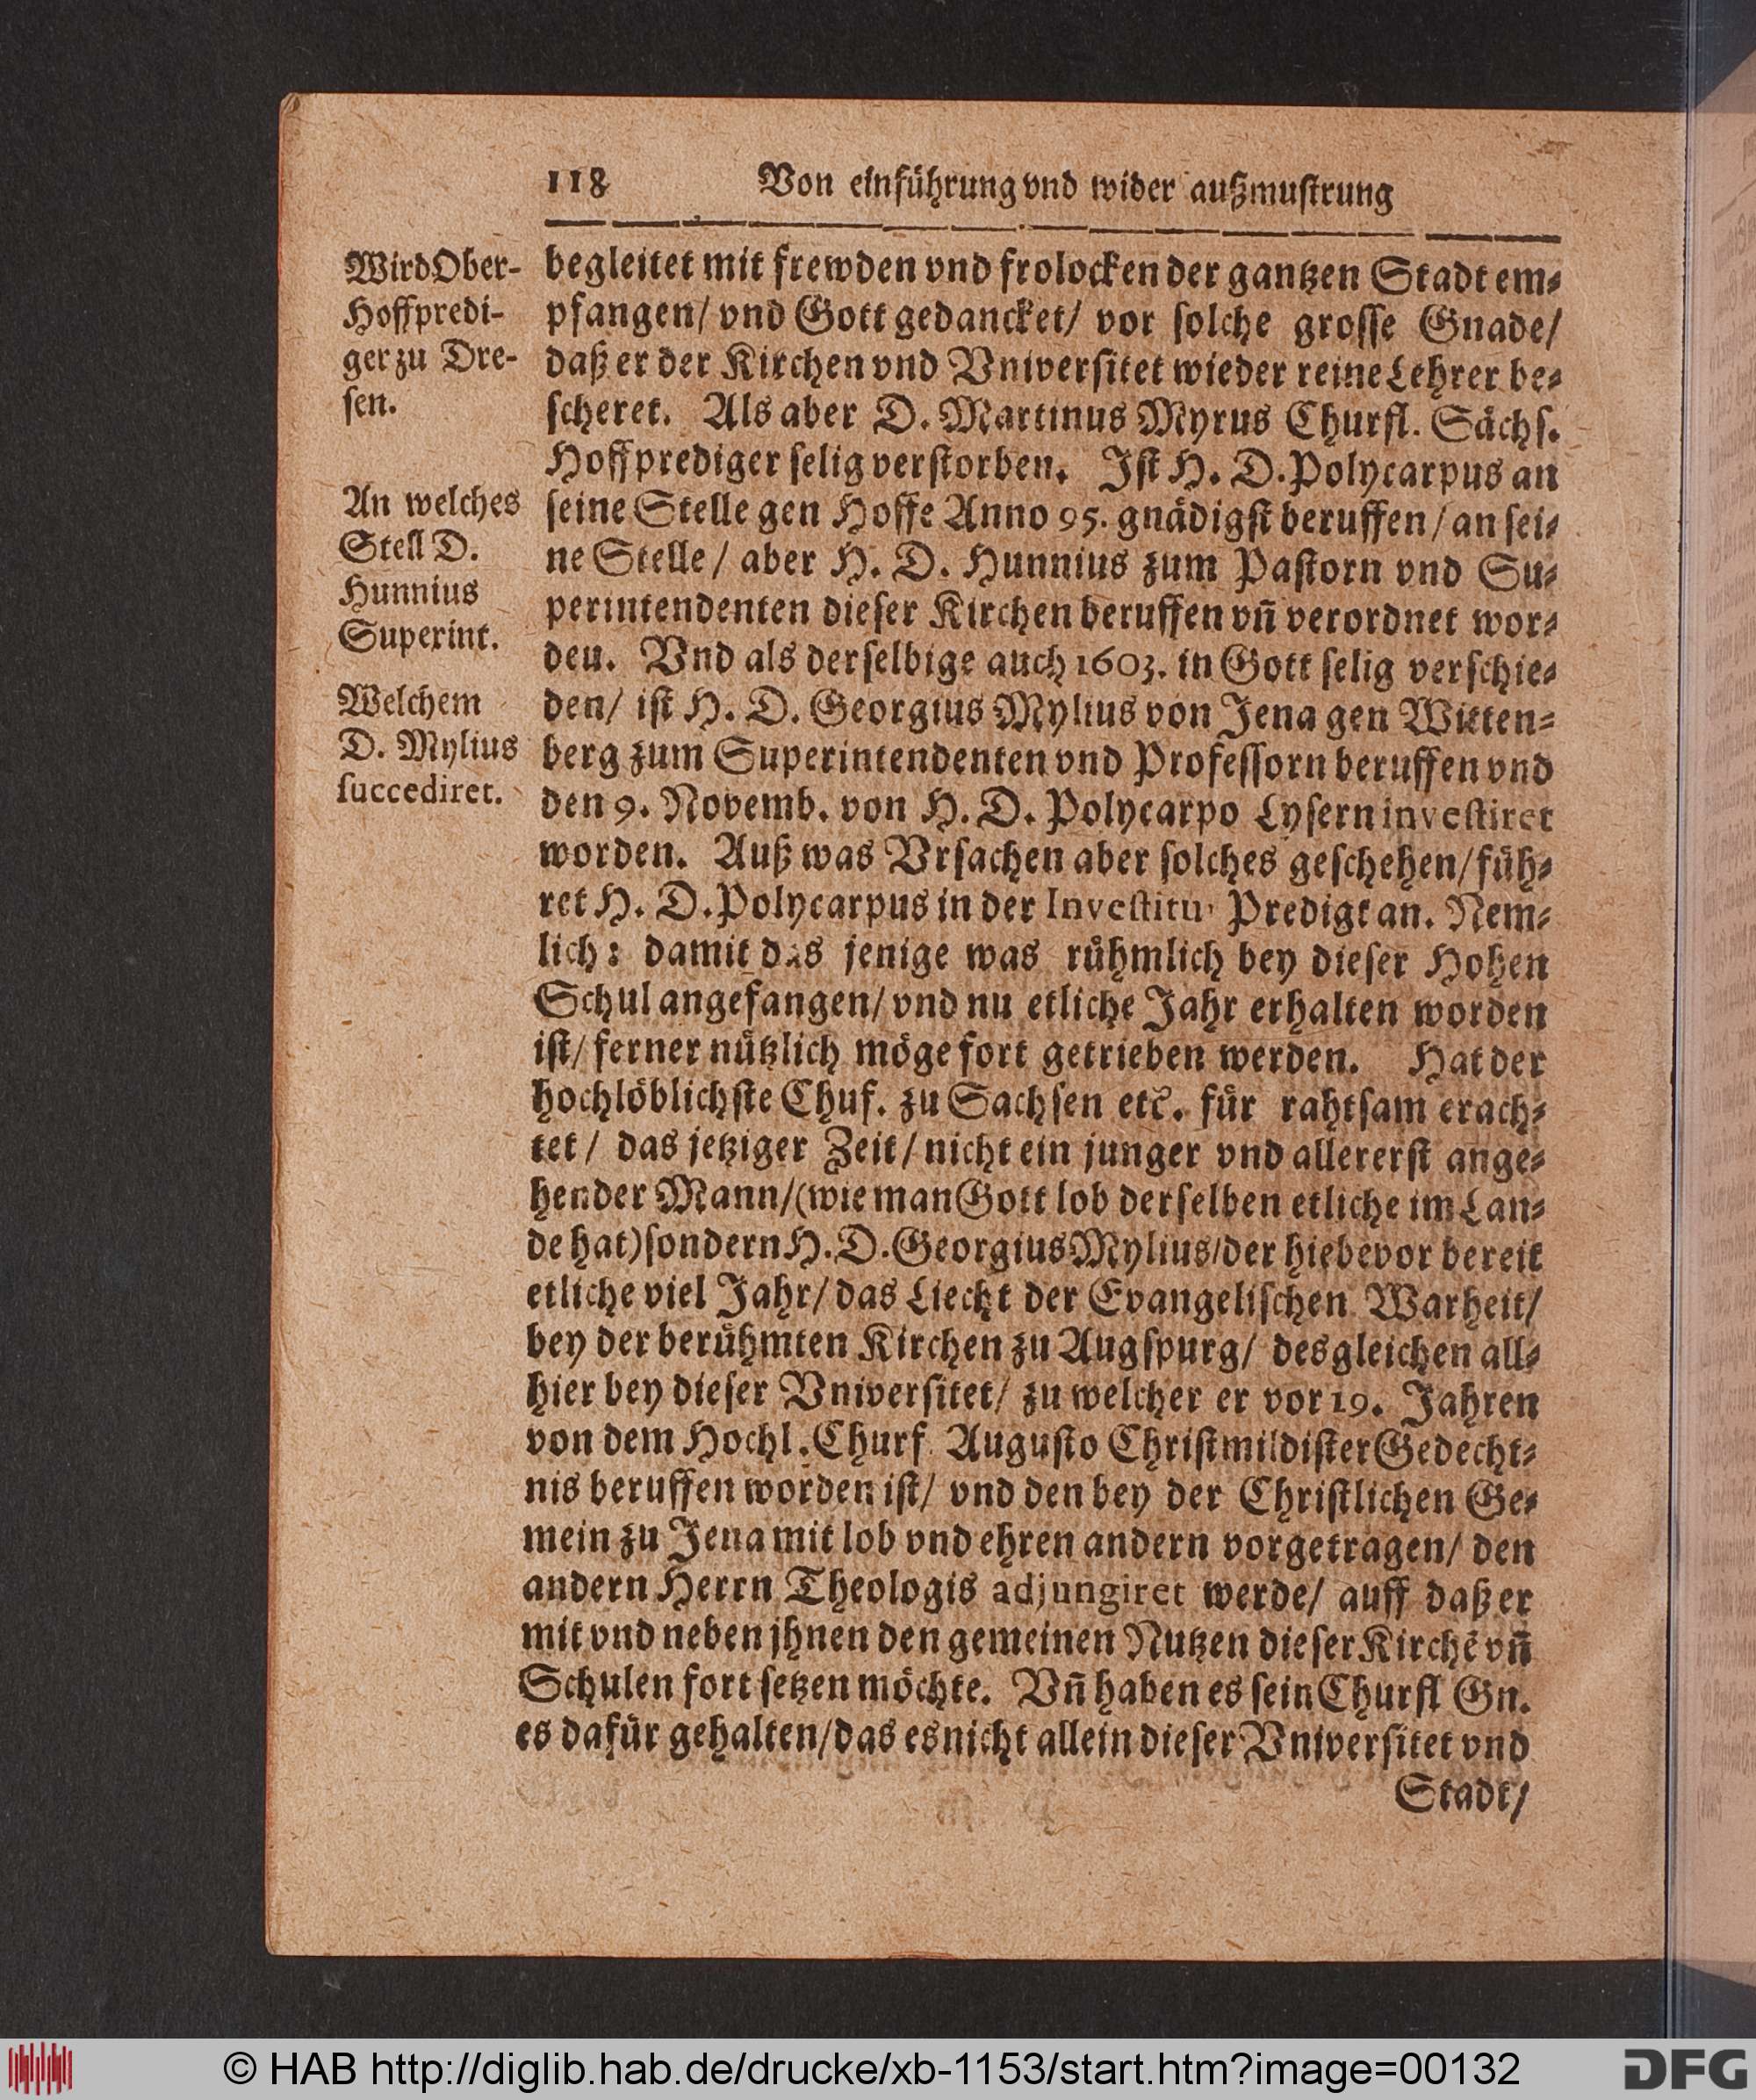 118 Von einführung vnd wider außmustrung
Wird Ober-
Hoffpredi-
ger zu Dre-
sen.
An welches
Stell D.
Hunnius
Superint.
Welchem
D. Mylius
succediret.
begleitet mit frewden vnd frolocken der gantzen Stadt em-
pfangen/ vnd Gott gedancket/ vor solche grosse Gnade/
daß er der Kirchen vnd Vniversitet wieder reine Lehrer be-
scheret. Als aber D. Martinus Myrus Churfl. Sächs.
Hoffprediger selig verstorben. Ist H. D. Polycarpus an
seine Stelle gen Hoffe Anno 95. gnädigst beruffen/ an sei-
ne Stelle/ aber H. D. Hunnius zum Pastorn vnd Su-
perintendenten dieser Kirchen beruffen vñ verordnet wor-
deu. Vnd als derselbige auch 1603. in Gott selig verschie-
den/ ist H. D. Georgius Mylius von Jena gen Witten-
berg zum Superintendenten vnd Professorn beruffen vnd
den 9. Novemb. von H. D. Polycarpo Lysern investiret
worden. Auß was Vrsachen aber solches geschehen/ füh-
ret H. D. Polycarpus in der Investitu Predigt an. Nem-
lich: damit das jenige was rühmlich bey dieser Hohen
Schul angefangen/ vnd nu etliche Jahr erhalten worden
ist/ ferner nützlich möge fort getrieben werden. Hat der
hochlöblichste Chuf. zu Sachsen etc. für rahtsam erach-
tet/ das jetziger Zeit/ nicht ein junger vnd allererst ange-
hender Mann/ (wie man Gott lob derselben etliche im Lan-
de hat) sondern H. D. Georgius Mylius/ der hiebevor bereit
etliche viel Jahr/ das Liecht der Evangelischen Warheit/
bey der berühmten Kirchen zu Augspurg/ desgleichen all-
hier bey dieser Vniversitet/ zu welcher er vor 19. Jahren
von dem Hochl. Churf. Augusto Christmildister Gedecht-
nis beruffen worden ist/ vnd den bey der Christlichen Ge-
mein zu Jena mit lob vnd ehren andern vorgetragen/ den
andern Herrn Theologis adjungiret werde/ auff daß er
mit vnd neben jhnen den gemeinen Nutzen dieser Kirchẽ vñ
Schulen fort setzen möchte. Vñ haben es sein Churfl Gn.
es dafür gehalten/ das es nicht allein dieser Vniversitet vnd
Stadt/
© HAB http://diglib.hab.de/drucke/xb-1153/start.htm?image=00132
DFG